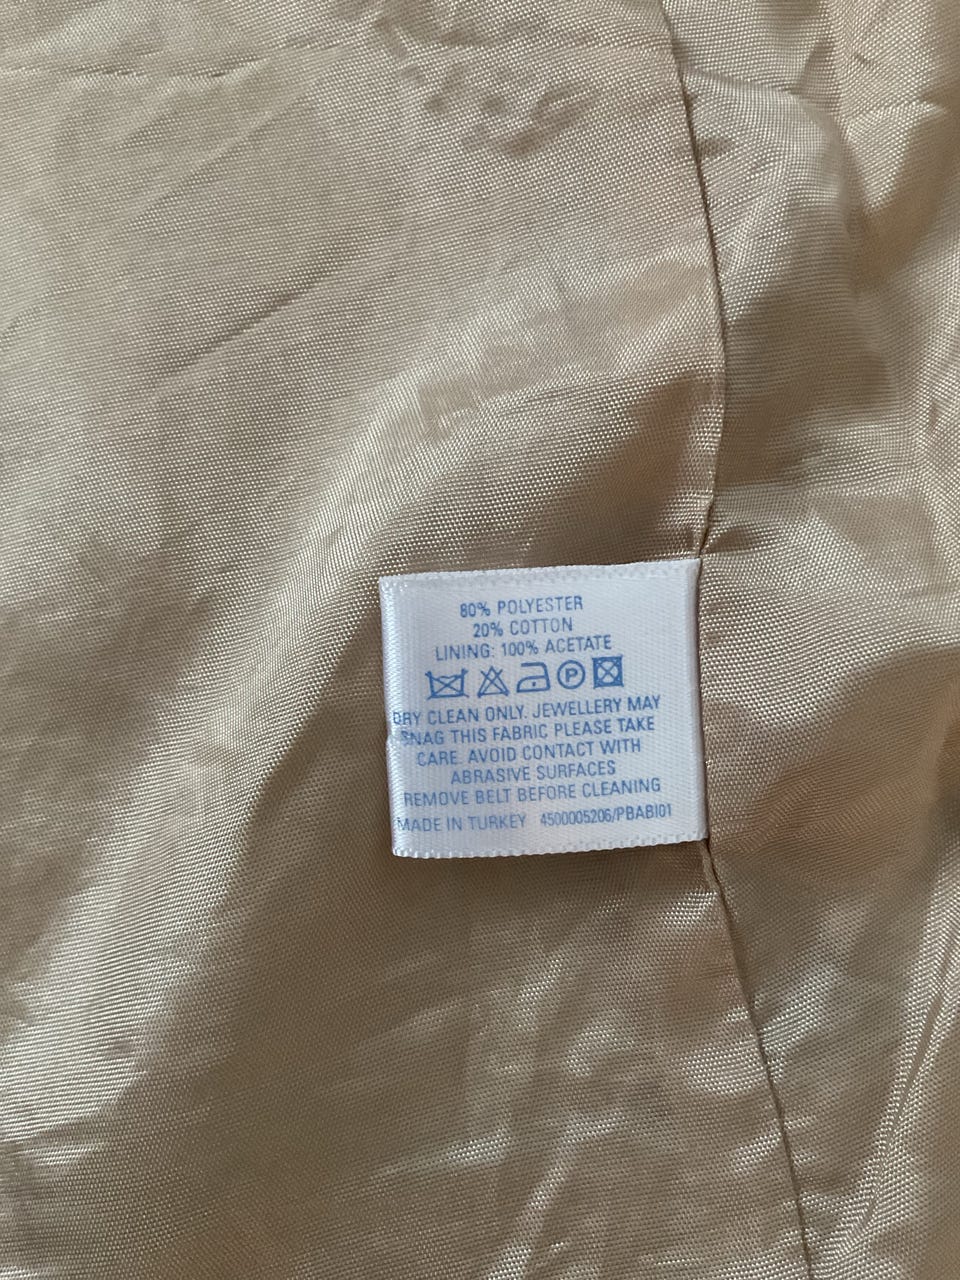 80% POLYESTER
20% COTTON
LINING: 100% ACETATE
P
DRY CLEAN ONLY. JEWELLERY MAY
SNAG THIS FABRIC PLEASE TAKE
CARE. AVOID CONTACT WITH
ABRASIVE SURFACES
REMOVE BELT BEFORE CLEANING
MADE IN TURKEY 4500005206/PBABI01